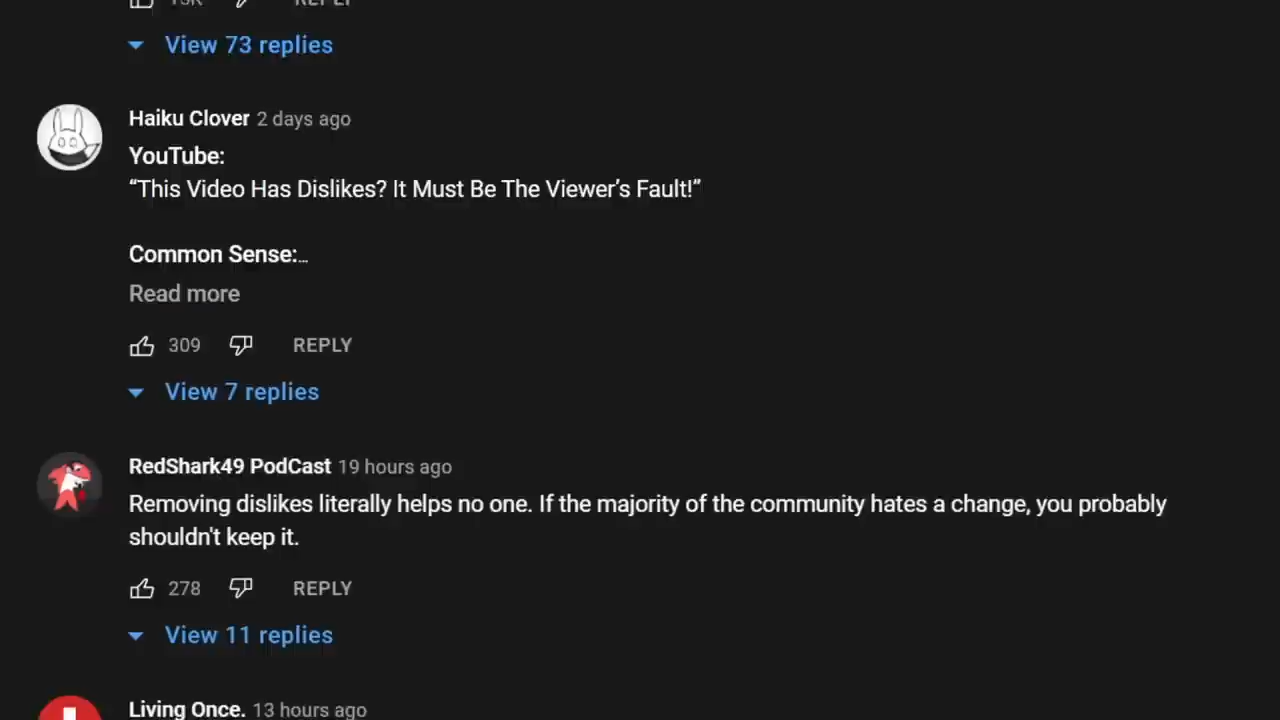 REPLY
View 73 replies
Haiku Clover 2 days ago
YouTube:
“This Video Has Dislikes? It Must Be The Viewer’s Fault!”
Common Sense:...
Read more
309 REPLY
View 7 replies
RedShark49 PodCast 19 hours ago
Removing dislikes literally helps no one. If the majority of the community hates a change, you probably
shouldn't keep it.
278 REPLY
View 11 replies
Living Once. 13 hours ago